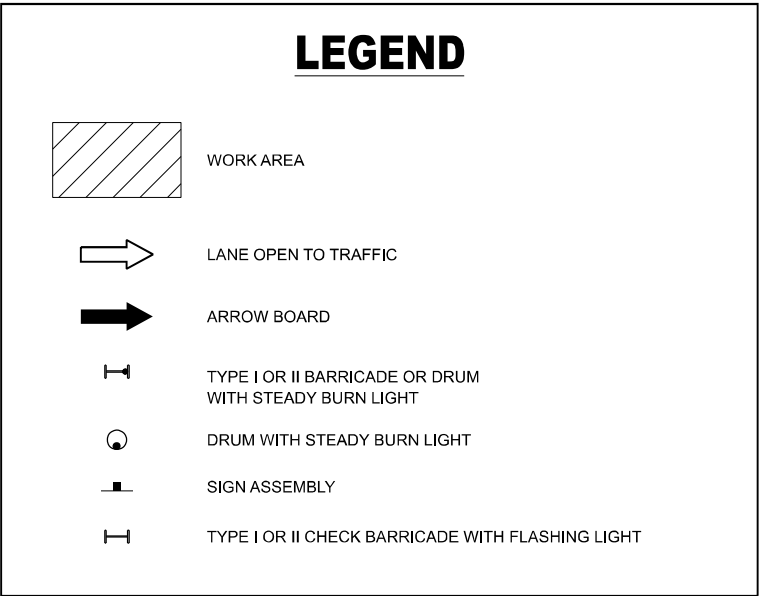 LEGEND
WORK AREA
LANE OPEN TO TRAFFIC
ARROW BOARD
TYPE I OR II BARRICADE OR DRUM
WITH STEADY BURN LIGHT
DRUM WITH STEADY BURN LIGHT
SIGN ASSEMBLY
TYPE I OR II CHECK BARRICADE WITH FLASHING LIGHT